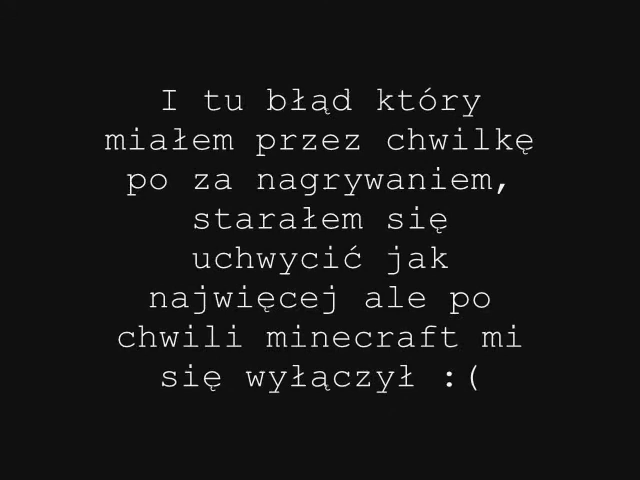 I tu błąd który
miałem przez chwilkę
po za nagrywaniem,
starałem się
uchwycić jak
najwięcej ale po
chwili minecraft mi
się wyłączył :(